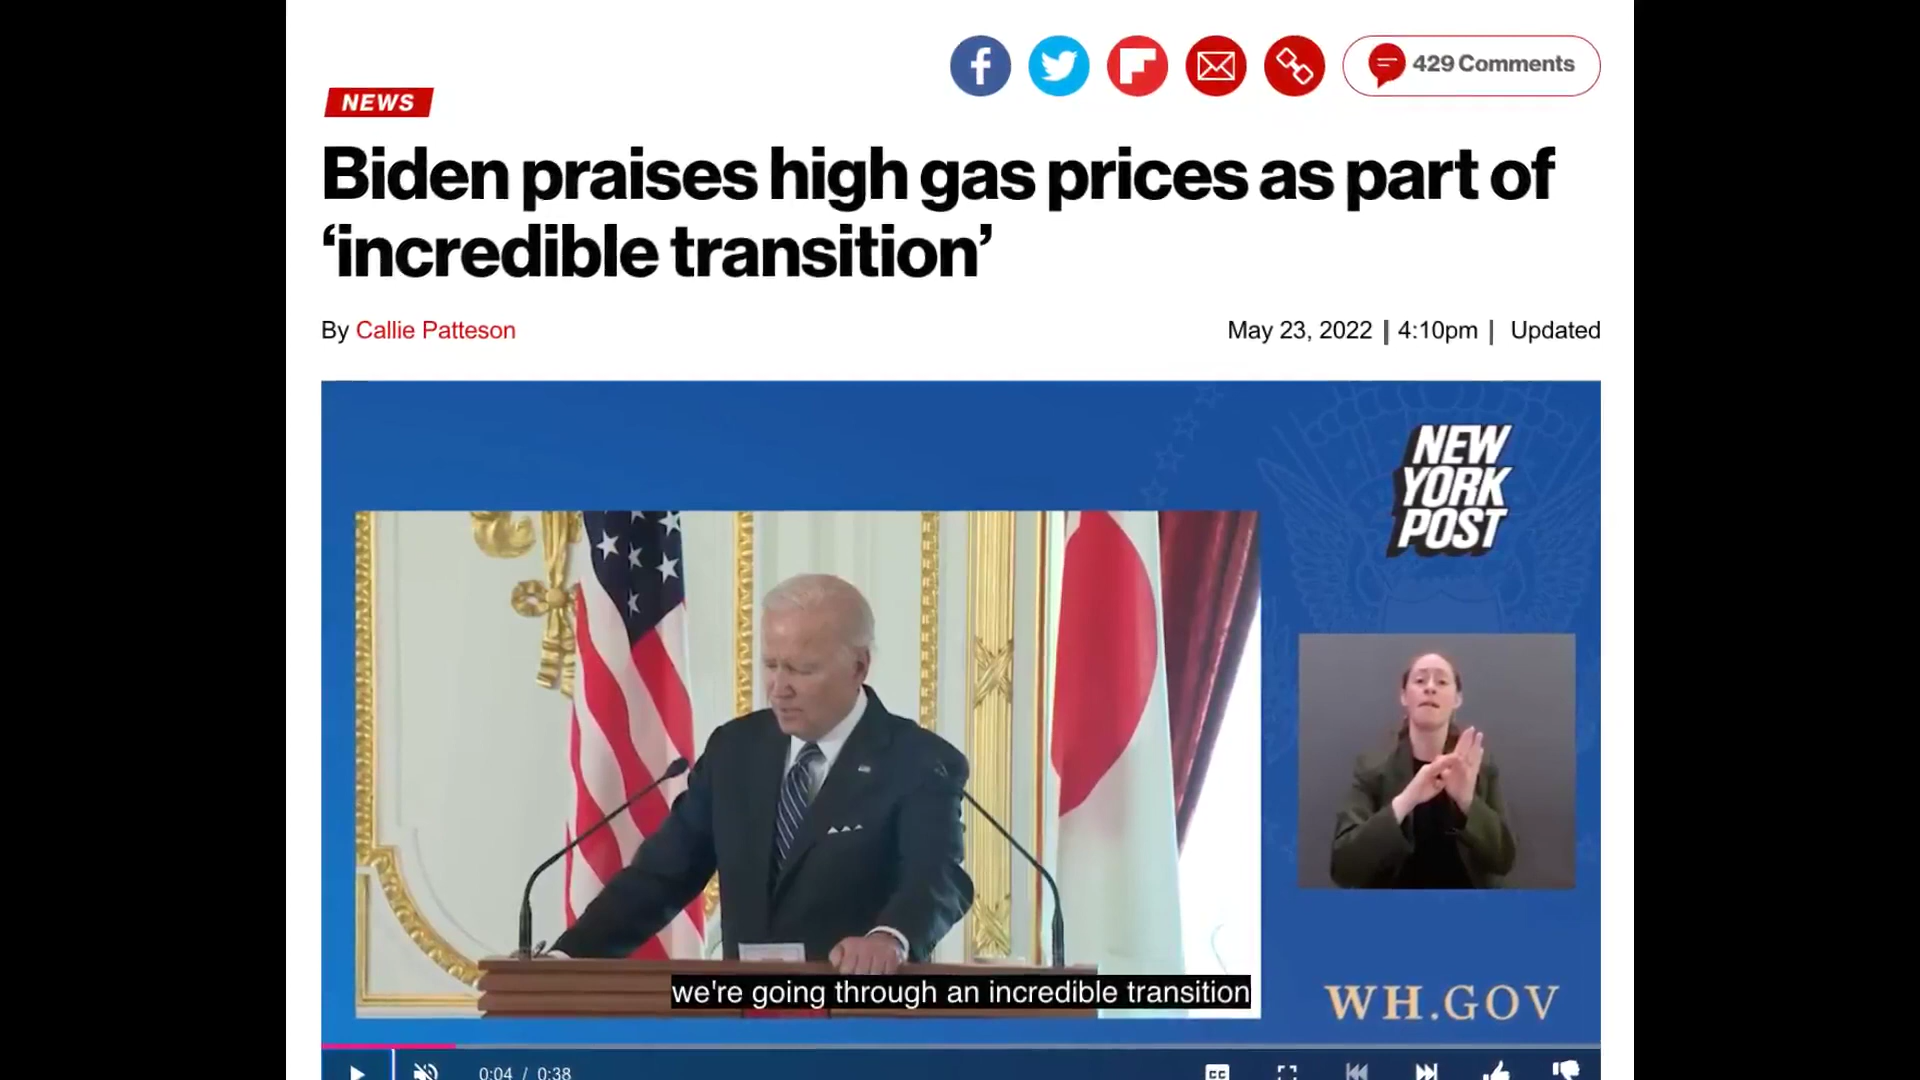 429 Comments
NEWS
Biden praises high gas prices as part of
‘incredible transition’
By Callie Patteson
May 23, 2022 | 4:10pm | Updated
NEW
YORK
POST
we're going through an incredible transition
WH.GOV
0:04 / 0:38
CC